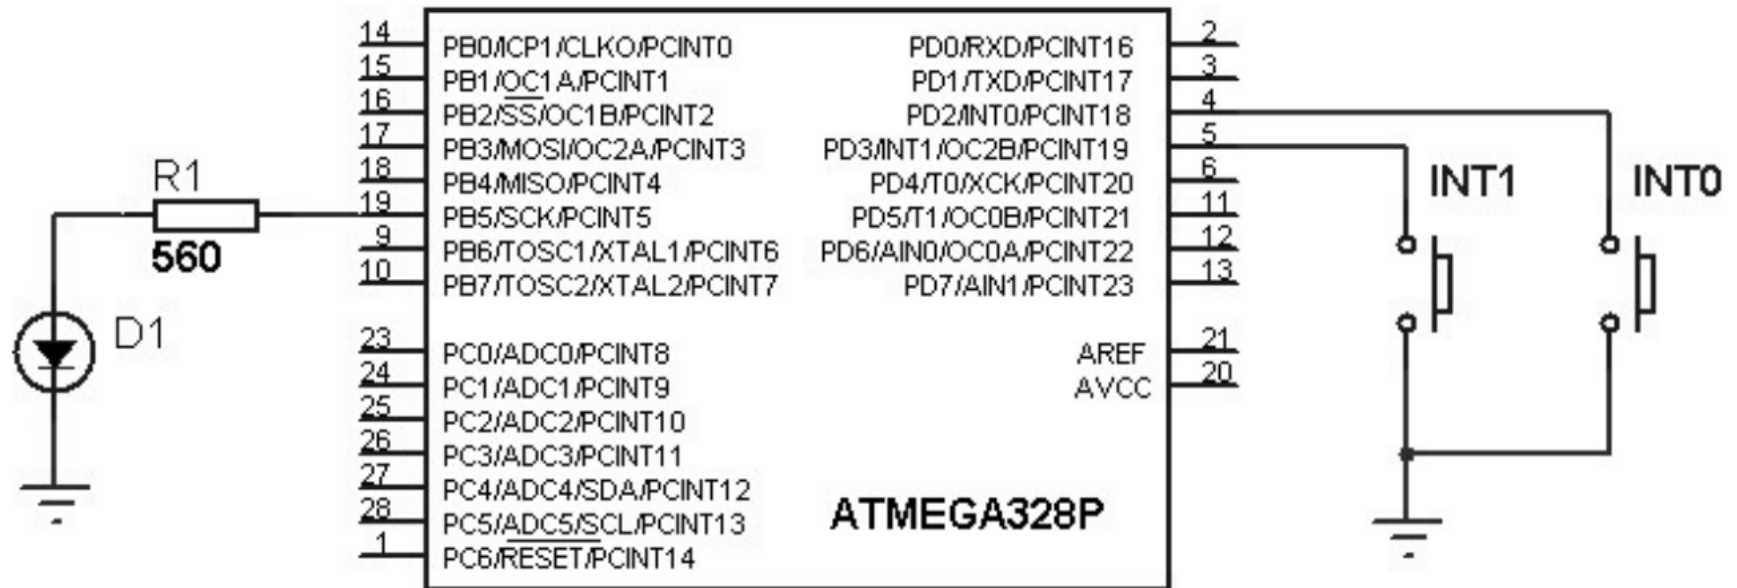 R1
560
D1
14 PB0/ICP1/CLKO/PCINT0
15 PB1/OC1A/PCINT1
16 PB2/SS/OC1B/PCINT2
17 PB3/MOSI/OC2A/PCINT3
18 PB4/MISO/PCINT4
19 PB5/SCK/PCINT5
9 PB6/TOSC1/XTAL1/PCINT6
10 PB7/TOSC2/XTAL2/PCINT7
23 PC0/ADC0/PCINT8
24 PC1/ADC1/PCINT9
25 PC2/ADC2/PCINT10
26 PC3/ADC3/PCINT11
27 PC4/ADC4/SDA/PCINT12
28 PC5/ADC5/SCL/PCINT13
1 PC6/RESET/PCINT14
PD0/RXD/PCINT16 2
PD1/TXD/PCINT17 3
PD2/INT0/PCINT18 4
PD3/INT1/OC2B/PCINT19 5
PD4/T0/XCK/PCINT20 6
PD5/T1/OC0B/PCINT21 11
PD6/AIN0/OC0A/PCINT22 12
PD7/AIN1/PCINT23 13
AREF 21
AVCC 20
ATMEGA328P
INT1
INT0